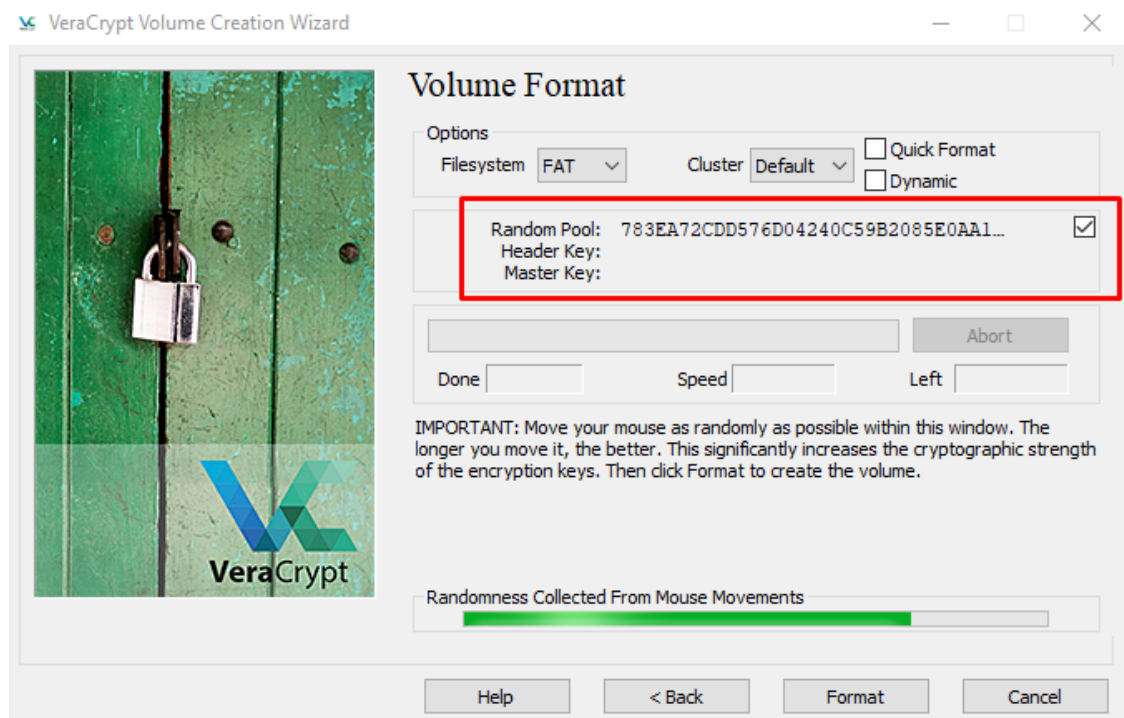 VeraCrypt Volume Creation Wizard
Volume Format
Options
Filesystem FAT Cluster Default Quick Format
Dynamic
Random Pool: 783EA72CDD576D04240C59B2085E0AA1...
Header Key:
Master Key:
Abort
Done Speed Left
IMPORTANT: Move your mouse as randomly as possible within this window. The
longer you move it, the better. This significantly increases the cryptographic strength
of the encryption keys. Then click Format to create the volume.
VeraCrypt
Randomness Collected From Mouse Movements
Help < Back Format Cancel